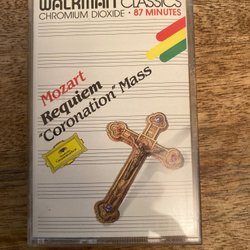 WALKMAN CLASSICS
CHROMIUM DIOXIDE · 87 MINUTES
Mozart
Requiem
"Coronation" Mass